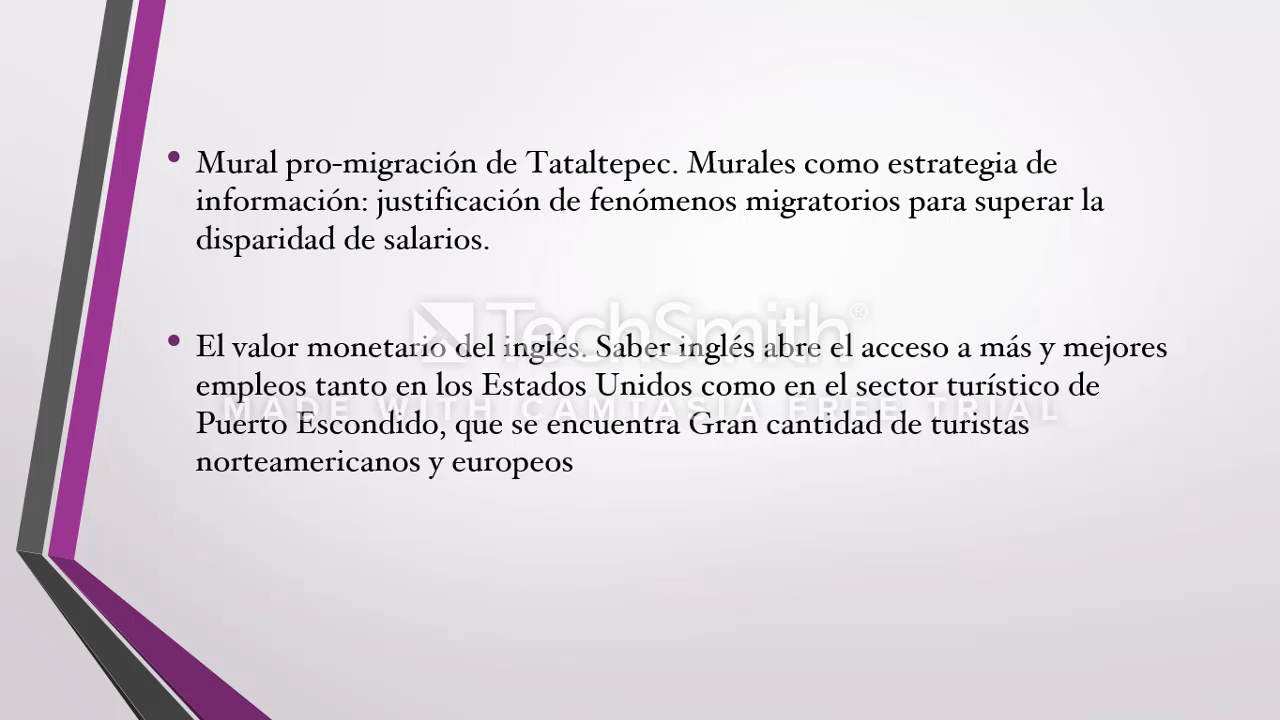 • Mural pro-migración de Tataltepec. Murales como estrategia de
información: justificación de fenómenos migratorios para superar la
disparidad de salarios.
TechSmith®
• El valor monetario del inglés. Saber inglés abre el acceso a más y mejores
empleos tanto en los Estados Unidos como en el sector turístico de
MADE WITH CAMTASIA FREE TRIAL
Puerto Escondido, que se encuentra Gran cantidad de turistas
norteamericanos y europeos